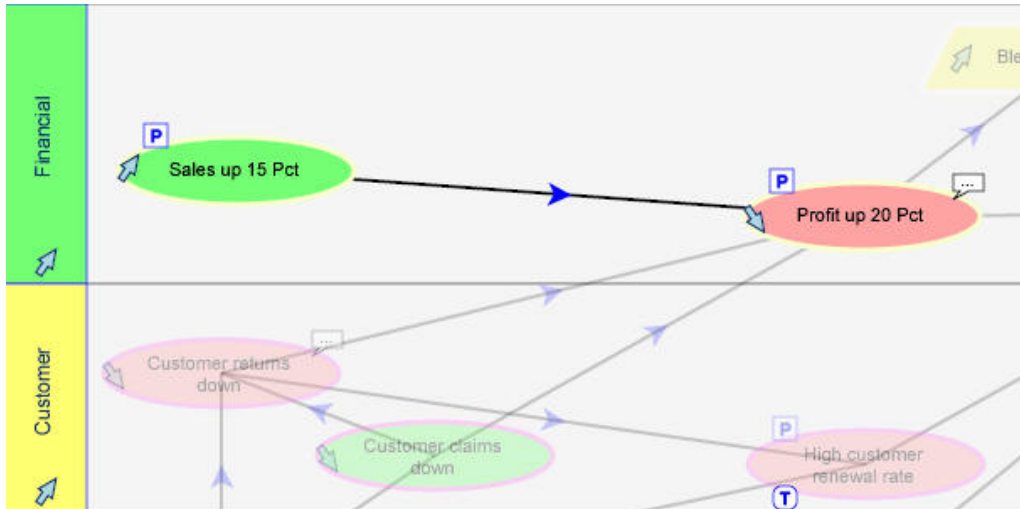 Financial
P
Sales up 15 Pct
P
...
Profit up 20 Pct
Ble
Customer
...
Customer returns
down
Customer claims
down
P
High customer
renewal rate
T